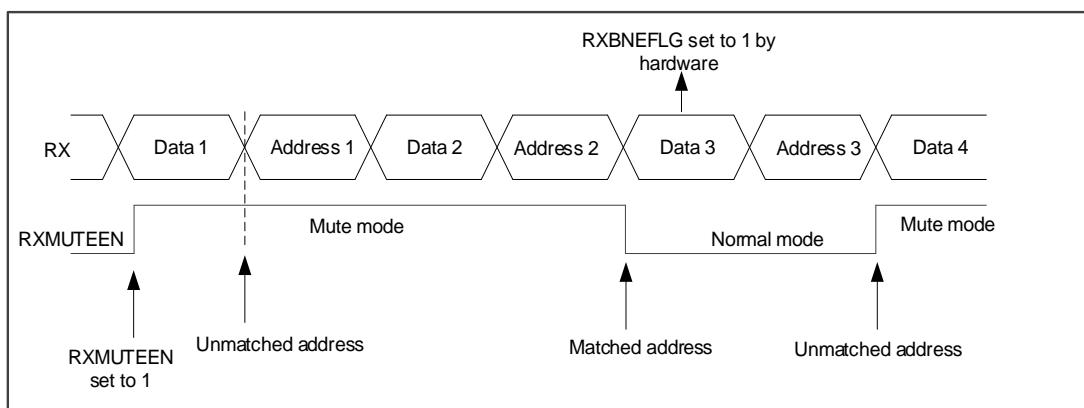 RXBNEFLG set to 1 by
hardware
RX
Data 1
Address 1
Data 2
Address 2
Data 3
Address 3
Data 4
RXMUTEEN
Mute mode
Normal mode
Mute mode
RXMUTEEN
set to 1
Unmatched address
Matched address
Unmatched address